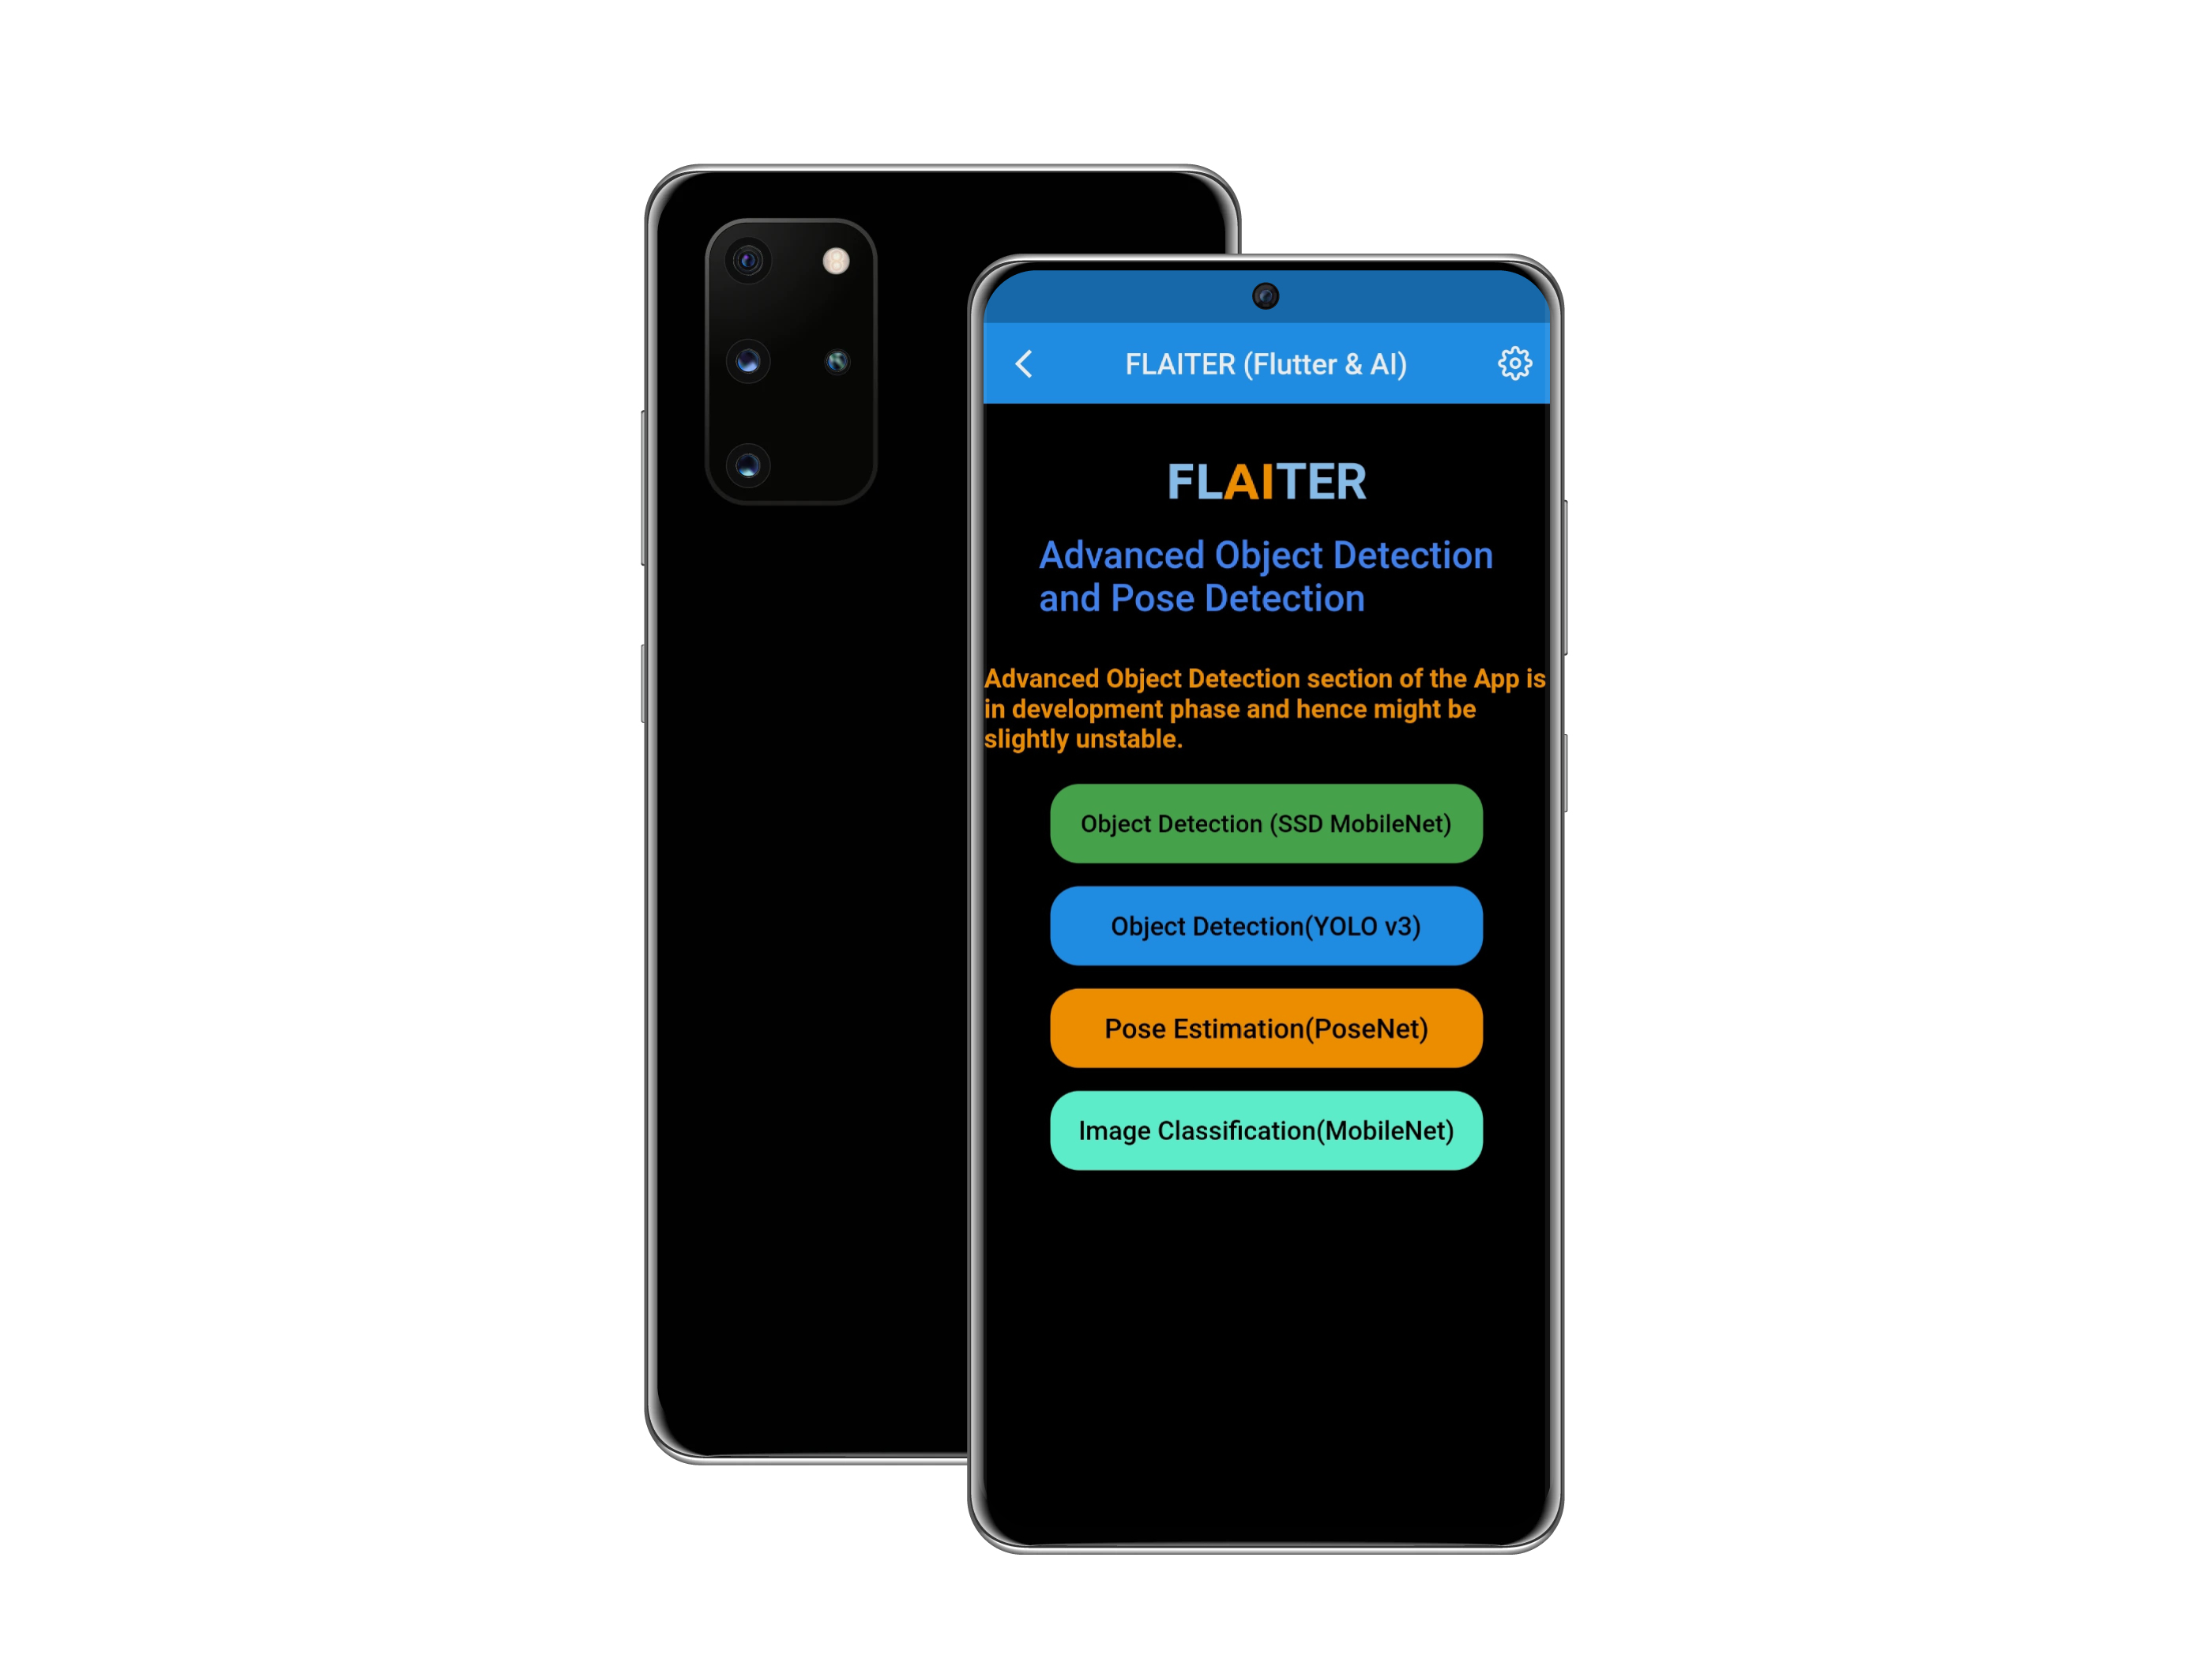 FLAITER (Flutter & AI)
FLAITER
Advanced Object Detection
and Pose Detection
Advanced Object Detection section of the App is
in development phase and hence might be
slightly unstable.
Object Detection (SSD MobileNet)
Object Detection(YOLO v3)
Pose Estimation(PoseNet)
Image Classification(MobileNet)